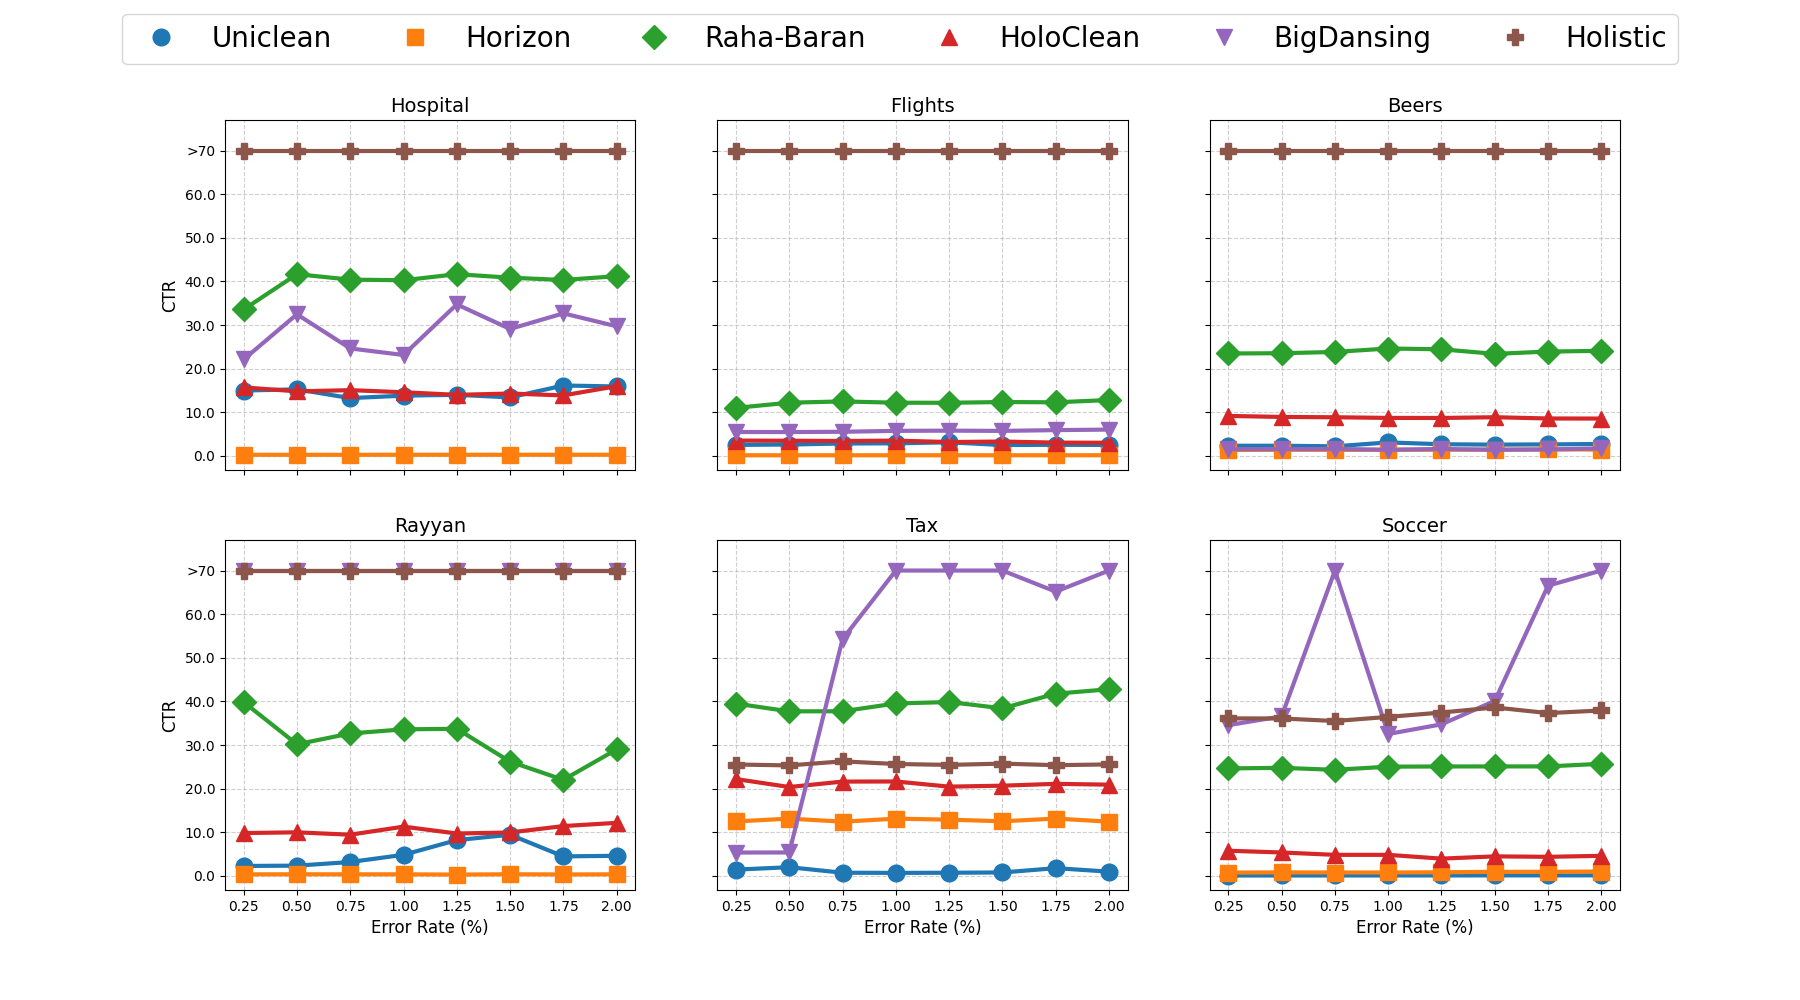 Uniclean Horizon Raha-Baran HoloClean BigDansing Holistic
Hospital Flights Beers
>70
60.0
50.0
40.0
30.0
20.0
10.0
0.0
CTR
Rayyan Tax Soccer
>70
60.0
50.0
40.0
30.0
20.0
10.0
0.0
CTR
0.25 0.50 0.75 1.00 1.25 1.50 1.75 2.00 0.25 0.50 0.75 1.00 1.25 1.50 1.75 2.00 0.25 0.50 0.75 1.00 1.25 1.50 1.75 2.00
Error Rate (%) Error Rate (%) Error Rate (%)